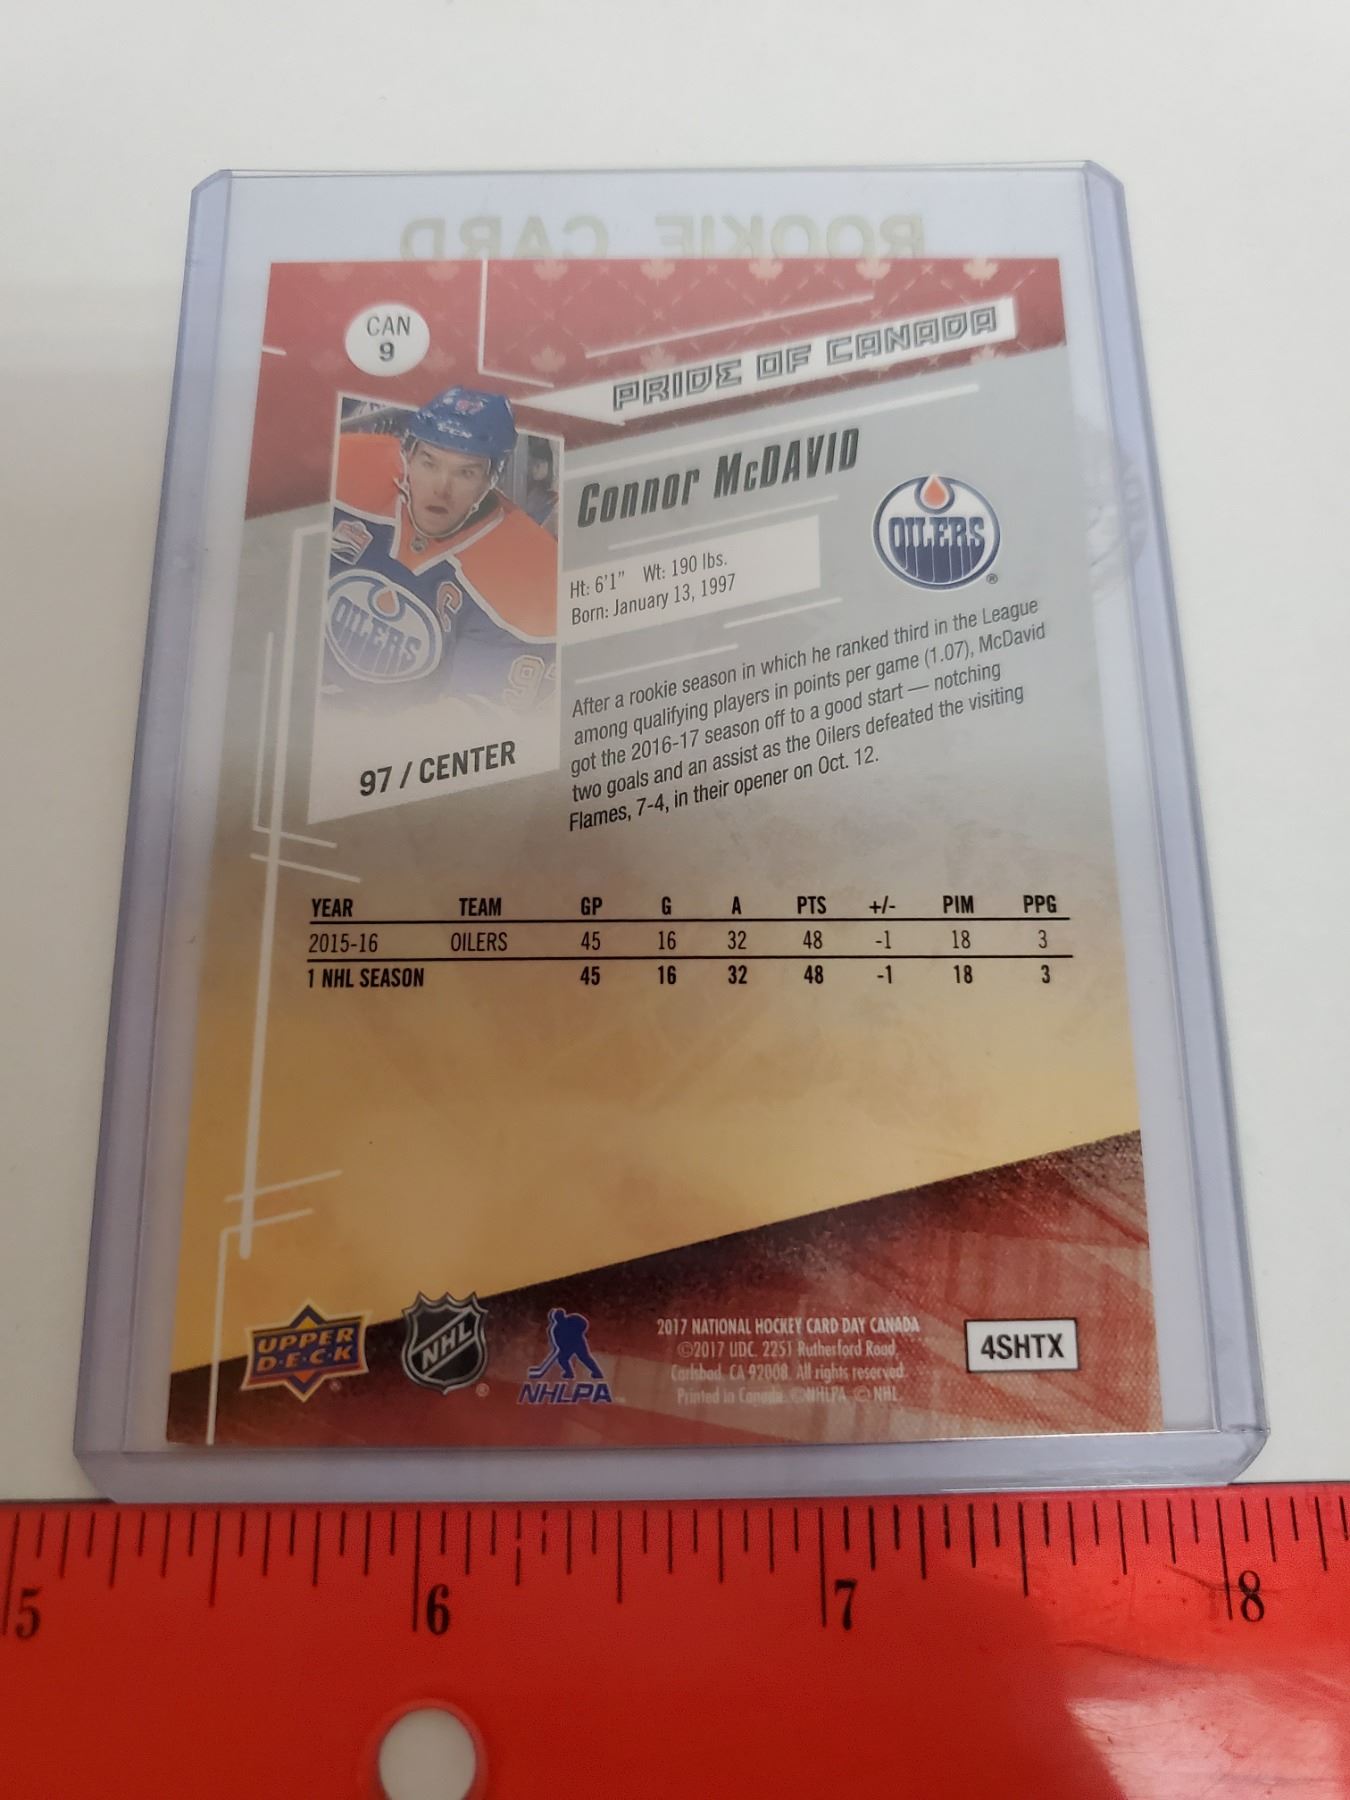 ROOKIE CARD
CAN
9
PRIDE OF CANADA
Connor McDAVID
OILERS
®
Ht: 6'1" Wt: 190 lbs.
Born: January 13, 1997
C
OILERS
97 / CENTER
After a rookie season in which he ranked third in the League
among qualifying players in points per game (1.07), McDavid
got the 2016-17 season off to a good start — notching
two goals and an assist as the Oilers defeated the visiting
Flames, 7-4, in their opener on Oct. 12.
YEAR TEAM GP G A PTS +/- PIM PPG
2015-16 OILERS 45 16 32 48 -1 18 3
1 NHL SEASON 45 16 32 48 -1 18 3
UPPER
D·E·C·K
®
NHL
®
NHLPA
2017 NATIONAL HOCKEY CARD DAY CANADA
©2017 UDC. 2251 Rutherford Road,
Carlsbad, CA 92008. All rights reserved.
Printed in Canada. ©NHLPA © NHL.
4SHTX
5 6 7 8